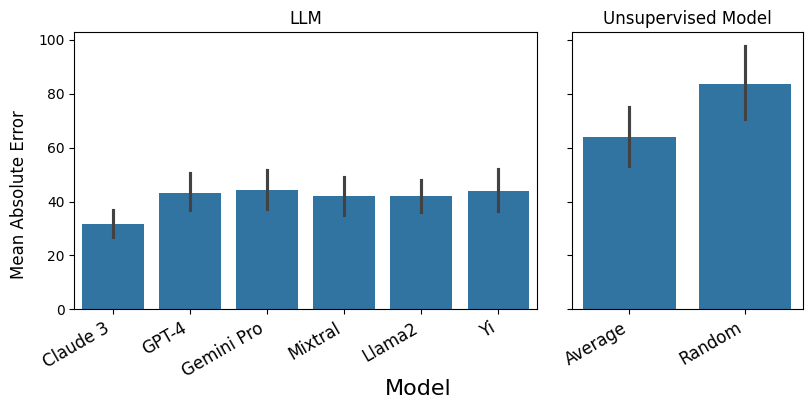 LLM
Unsupervised Model
Mean Absolute Error
100
80
60
40
20
0
Claude 3
GPT-4
Gemini Pro
Mixtral
Llama2
Yi
Average
Random
Model